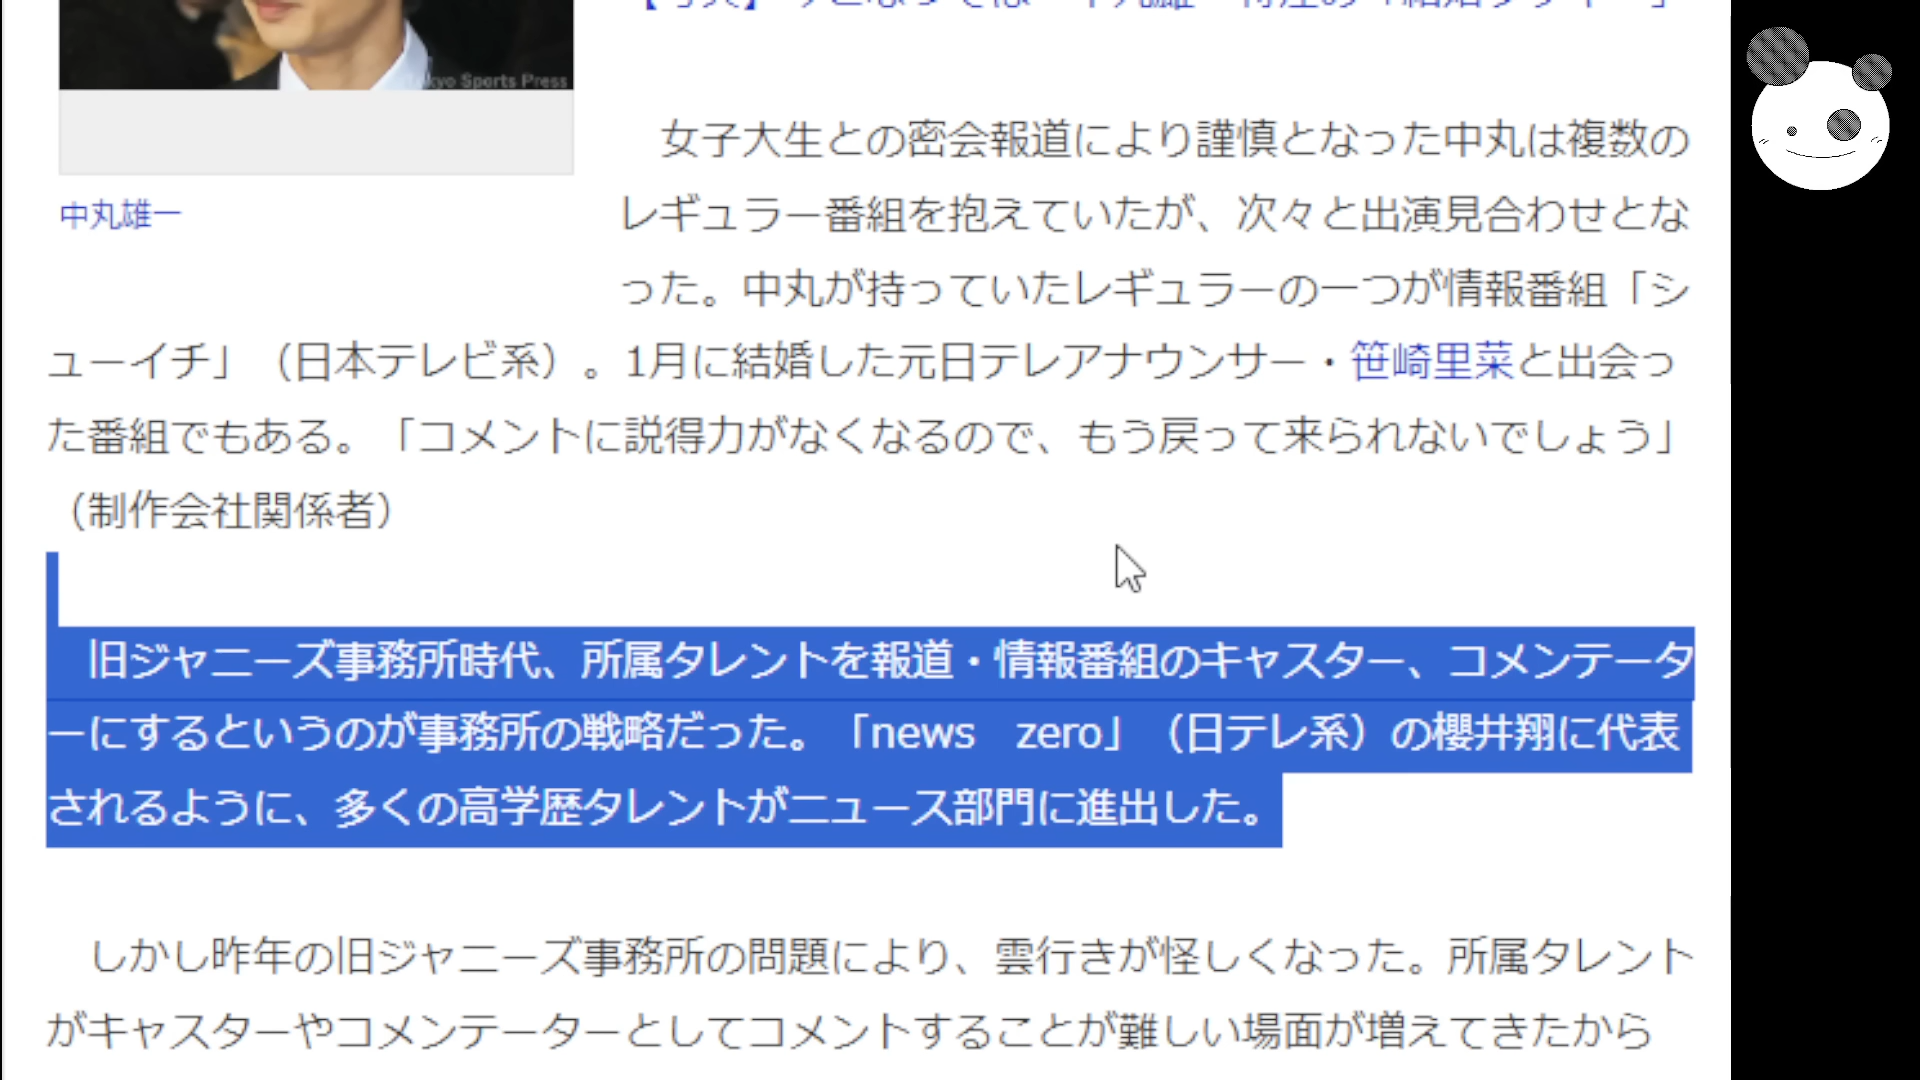 女子大生との密会報道により謹慎となった中丸は複数の
レギュラー番組を抱えていたが、次々と出演見合わせとな
った。中丸が持っていたレギュラーの一つが情報番組「シ
ューイチ」（日本テレビ系）。1月に結婚した元日テレアナウンサー・笹崎里菜と出会っ
た番組でもある。「コメントに説得力がなくなるので、もう戻って来られないでしょう」
（制作会社関係者）
Sports Press
中丸雄一
旧ジャニーズ事務所時代、所属タレントを報道・情報番組のキャスター、コメンテータ
ーにするというのが事務所の戦略だった。「news　zero」（日テレ系）の櫻井翔に代表
されるように、多くの高学歴タレントがニュース部門に進出した。
しかし昨年の旧ジャニーズ事務所の問題により、雲行きが怪しくなった。所属タレント
がキャスターやコメンテーターとしてコメントすることが難しい場面が増えてきたから